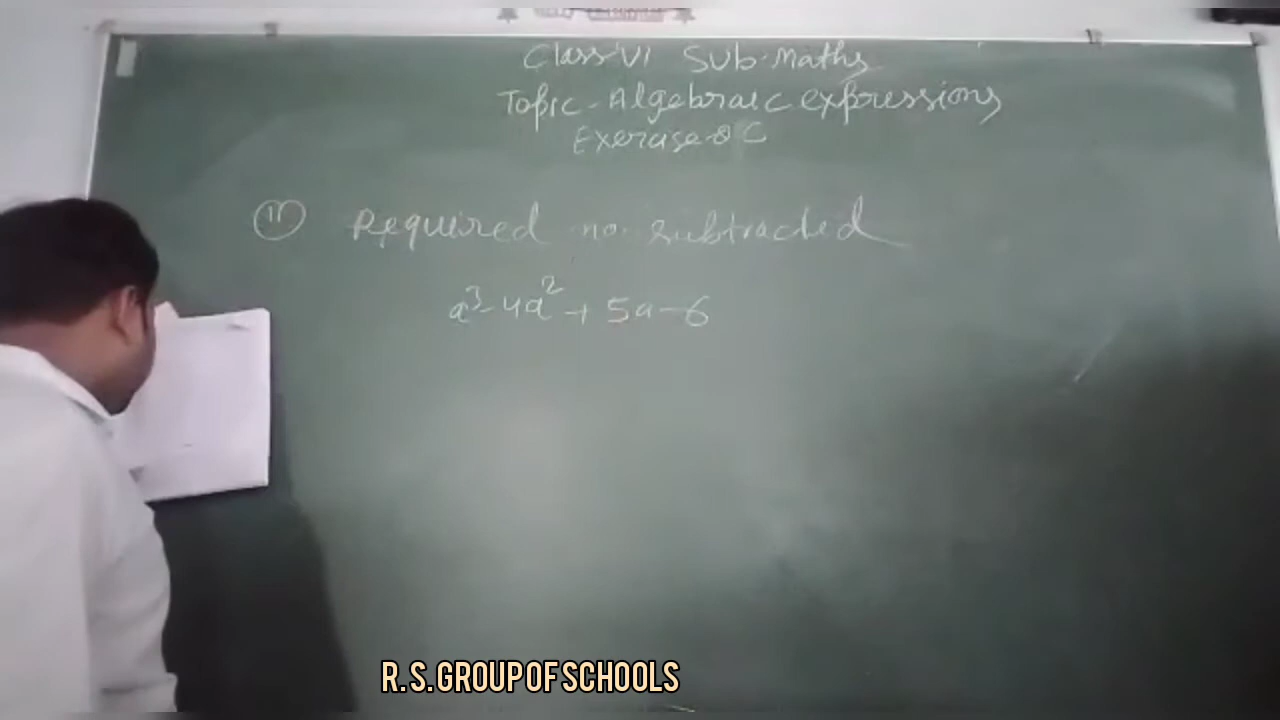 Class-VI Sub-Maths
Topic-Algebraic expressions
Exercise-8 C
11 Required no. subtracted
a³-4a²+5a-6
R.S.GROUP OF SCHOOLS